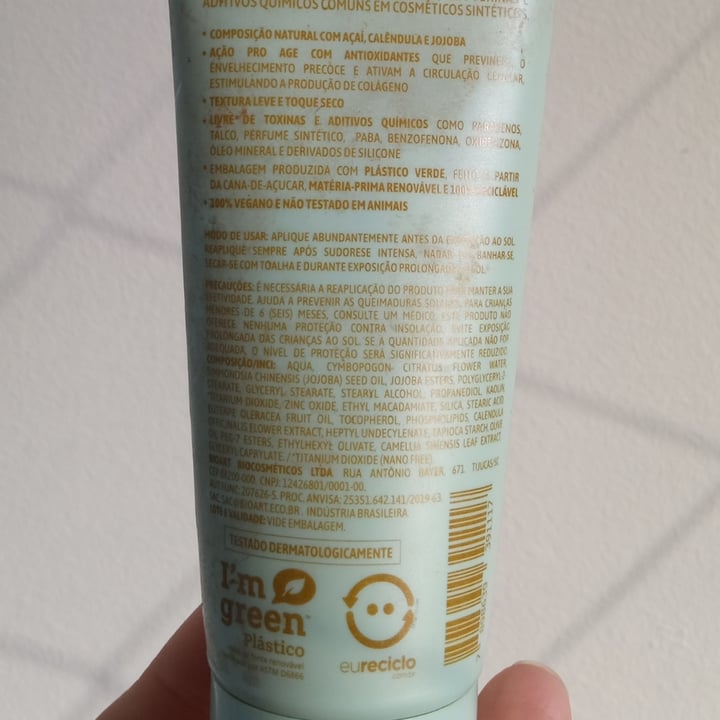 ADITIVOS QUÍMICOS COMUNS EM COSMÉTICOS SINTÉTICOS.
• COMPOSIÇÃO NATURAL COM AÇAÍ, CALÊNDULA E JOJOBA
• AÇÃO PRO AGE COM ANTIOXIDANTES QUE PREVINEM O
ENVELHECIMENTO PRECOCE E ATIVAM A CIRCULAÇÃO CELULAR,
ESTIMULANDO A PRODUÇÃO DE COLÁGENO
• TEXTURA LEVE E TOQUE SECO
• LIVRE DE TOXINAS E ADITIVOS QUÍMICOS COMO PARABENOS,
TALCO, PERFUME SINTÉTICO, PABA, BENZOFENONA, OXIBENZONA,
ÓLEO MINERAL E DERIVADOS DE SILICONE
• EMBALAGEM PRODUZIDA COM PLÁSTICO VERDE, FEITO A PARTIR
DA CANA-DE-AÇUCAR, MATÉRIA-PRIMA RENOVÁVEL E 100% RECICLÁVEL
• 100% VEGANO E NÃO TESTADO EM ANIMAIS
MODO DE USAR: APLIQUE ABUNDANTEMENTE ANTES DA EXPOSIÇÃO AO SOL.
REAPLIQUE SEMPRE APÓS SUDORESE INTENSA, NADAR OU BANHAR-SE,
SECAR-SE COM TOALHA E DURANTE EXPOSIÇÃO PROLONGADA AO SOL.
PRECAUÇÕES: É NECESSÁRIA A REAPLICAÇÃO DO PRODUTO PARA MANTER A SUA
EFETIVIDADE. AJUDA A PREVENIR AS QUEIMADURAS SOLARES. PARA CRIANÇAS
MENORES DE 6 (SEIS) MESES, CONSULTE UM MÉDICO. ESTE PRODUTO NÃO
OFERECE NENHUMA PROTEÇÃO CONTRA INSOLAÇÃO. EVITE EXPOSIÇÃO
PROLONGADA DAS CRIANÇAS AO SOL. SE A QUANTIDADE APLICADA NÃO FOR
ADEQUADA, O NÍVEL DE PROTEÇÃO SERÁ SIGNIFICATIVAMENTE REDUZIDO.
COMPOSIÇÃO/INCI: AQUA, CYMBOPOGON CITRATUS FLOWER WATER,
SIMMONDSIA CHINENSIS (JOJOBA) SEED OIL, JOJOBA ESTERS, POLYGLYCERYL-3
STEARATE, GLYCERYL STEARATE, STEARYL ALCOHOL, PROPANEDIOL, KAOLIN,
*TITANIUM DIOXIDE, ZINC OXIDE, ETHYL MACADAMIATE, SILICA, STEARIC ACID
EUTERPE OLERACEA FRUIT OIL, TOCOPHEROL, PHOSPHOLIPIDS, CALENDULA
OFFICINALIS FLOWER EXTRACT, HEPTYL UNDECYLENATE, TAPIOCA STARCH, OLIVE
OIL PEG-7 ESTERS, ETHYLHEXYL OLIVATE, CAMELLIA SINENSIS LEAF EXTRACT,
GLYCERYL CAPRYLATE. / *TITANIUM DIOXIDE (NANO FREE)
BIOART BIOCOSMÉTICOS LTDA. RUA ANTÔNIO BAYER, 671. TIJUCAS/SC
CEP 88200-000. CNPJ: 12426801/0001-00.
AUT.FUNC. 207626-5. PROC. ANVISA: 25351.642.141/2019-63
SAC: SAC@BIOART.ECO.BR. INDÚSTRIA BRASILEIRA
LOTE E VALIDADE: VIDE EMBALAGEM.
TESTADO DERMATOLOGICAMENTE
I'm
green™
Plástico
fonte renovável
ASTM D6866
eureciclo
.com.br